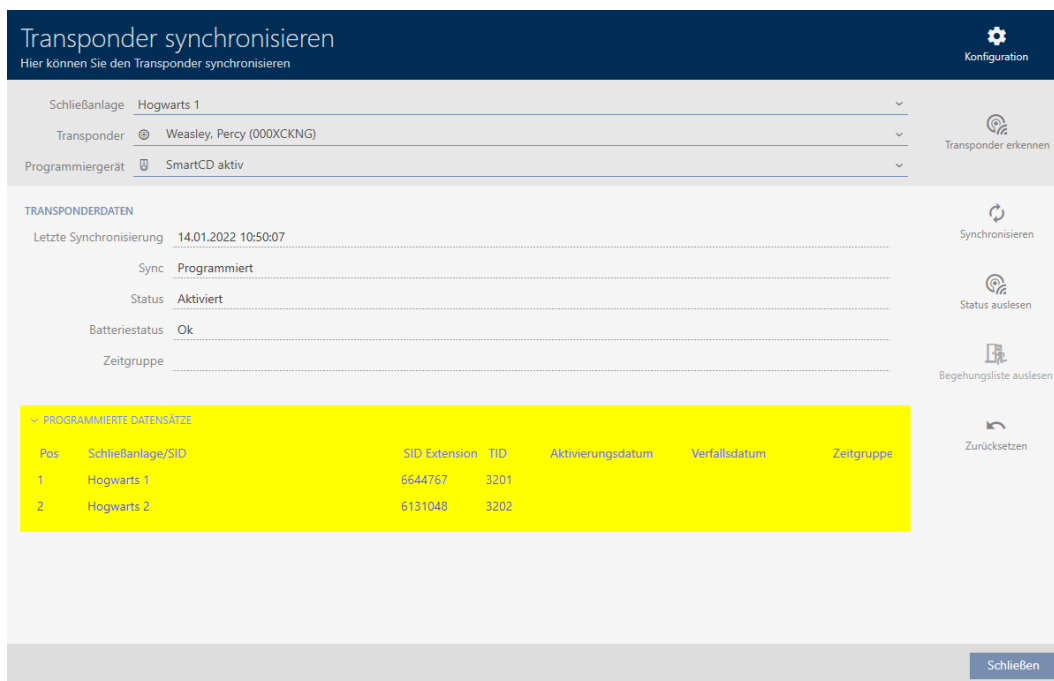 Transponder synchronisieren
Hier können Sie den Transponder synchronisieren
Konfiguration
Schließanlage Hogwarts 1
Transponder Weasley, Percy (000XCKNG)
Programmiergerät SmartCD aktiv
Transponder erkennen
TRANSPONDERDATEN
Letzte Synchronisierung 14.01.2022 10:50:07
Sync Programmiert
Status Aktiviert
Batteriestatus Ok
Zeitgruppe
Synchronisieren
Status auslesen
Begehungsliste auslesen
Zurücksetzen
PROGRAMMIERTE DATENSÄTZE
Pos Schließanlage/SID SID Extension TID Aktivierungsdatum Verfallsdatum Zeitgruppe
1 Hogwarts 1 6644767 3201
2 Hogwarts 2 6131048 3202
Schließen